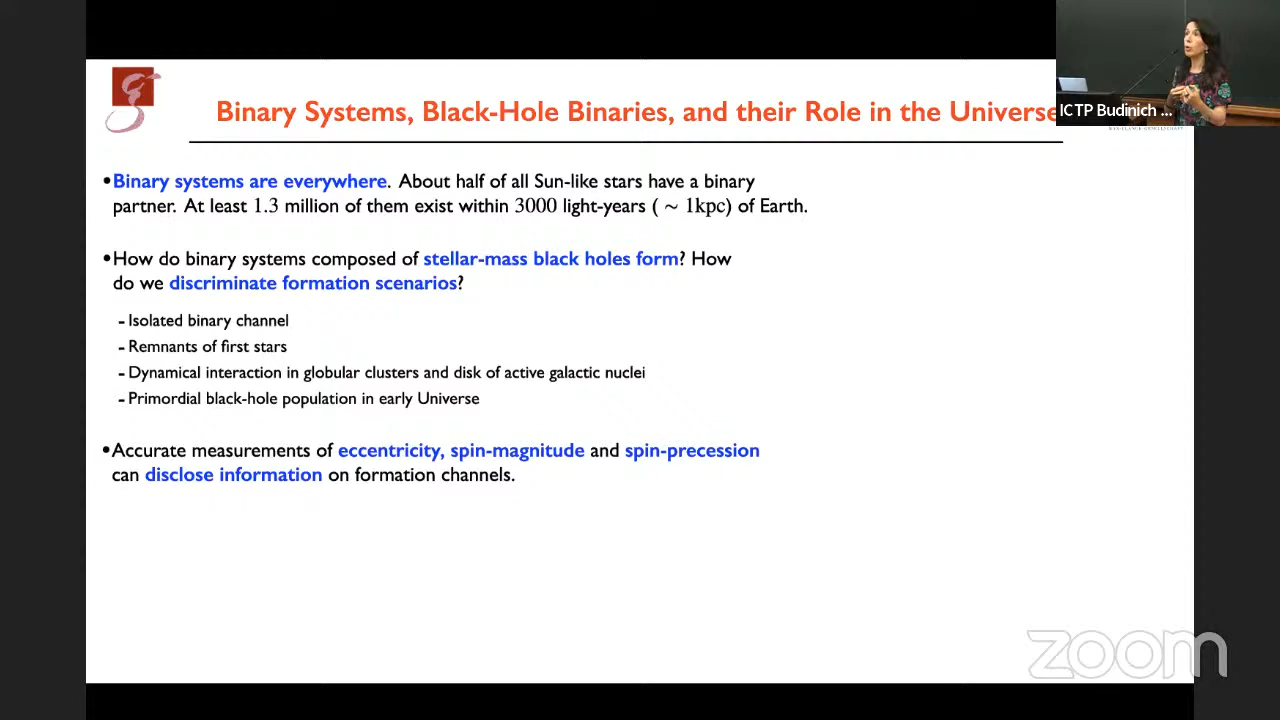 Binary Systems, Black-Hole Binaries, and their Role in the Universe
ICTP Budinich ...
•Binary systems are everywhere. About half of all Sun-like stars have a binary
partner. At least 1.3 million of them exist within 3000 light-years ( ~ 1kpc) of Earth.
•How do binary systems composed of stellar-mass black holes form? How
do we discriminate formation scenarios?
- Isolated binary channel
- Remnants of first stars
- Dynamical interaction in globular clusters and disk of active galactic nuclei
- Primordial black-hole population in early Universe
•Accurate measurements of eccentricity, spin-magnitude and spin-precession
can disclose information on formation channels.
zoom